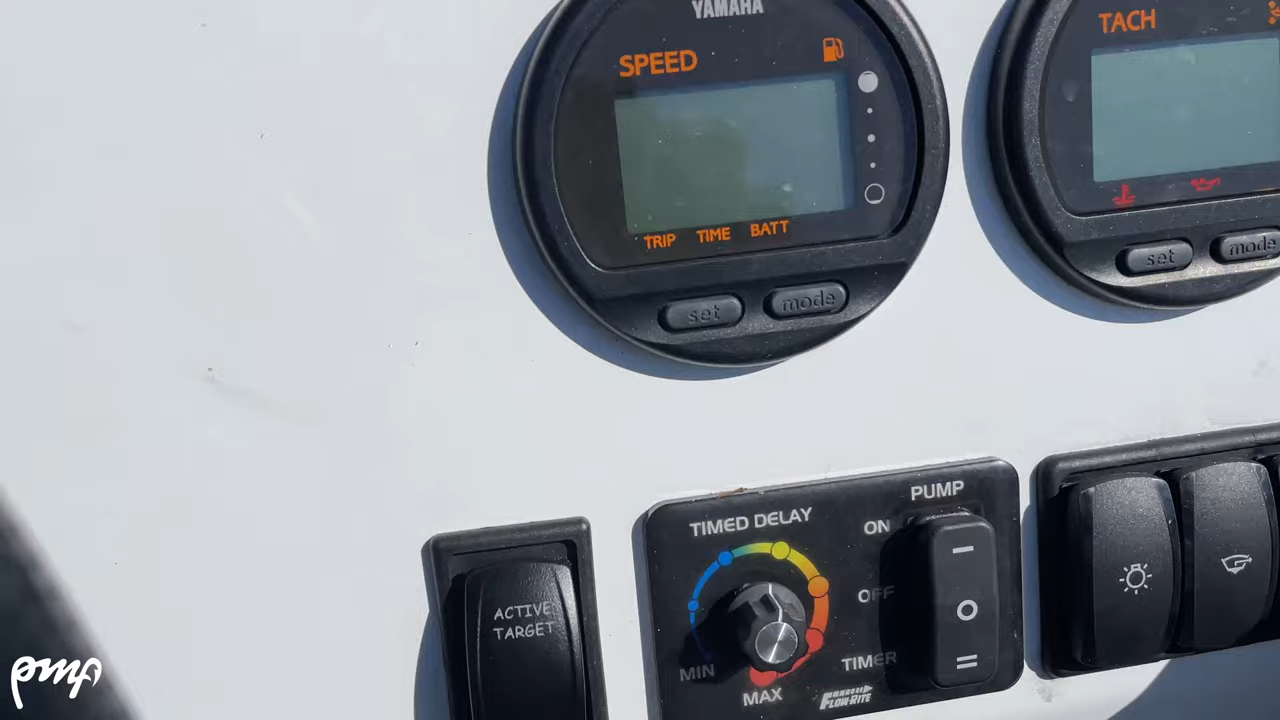 YAMAHA
SPEED
TRIP TIME BATT
set mode
TACH
set mode
ACTIVE
TARGET
TIMED DELAY
MIN
MAX
PUMP
ON
OFF
TIMER
FLOW-RITE
pmp